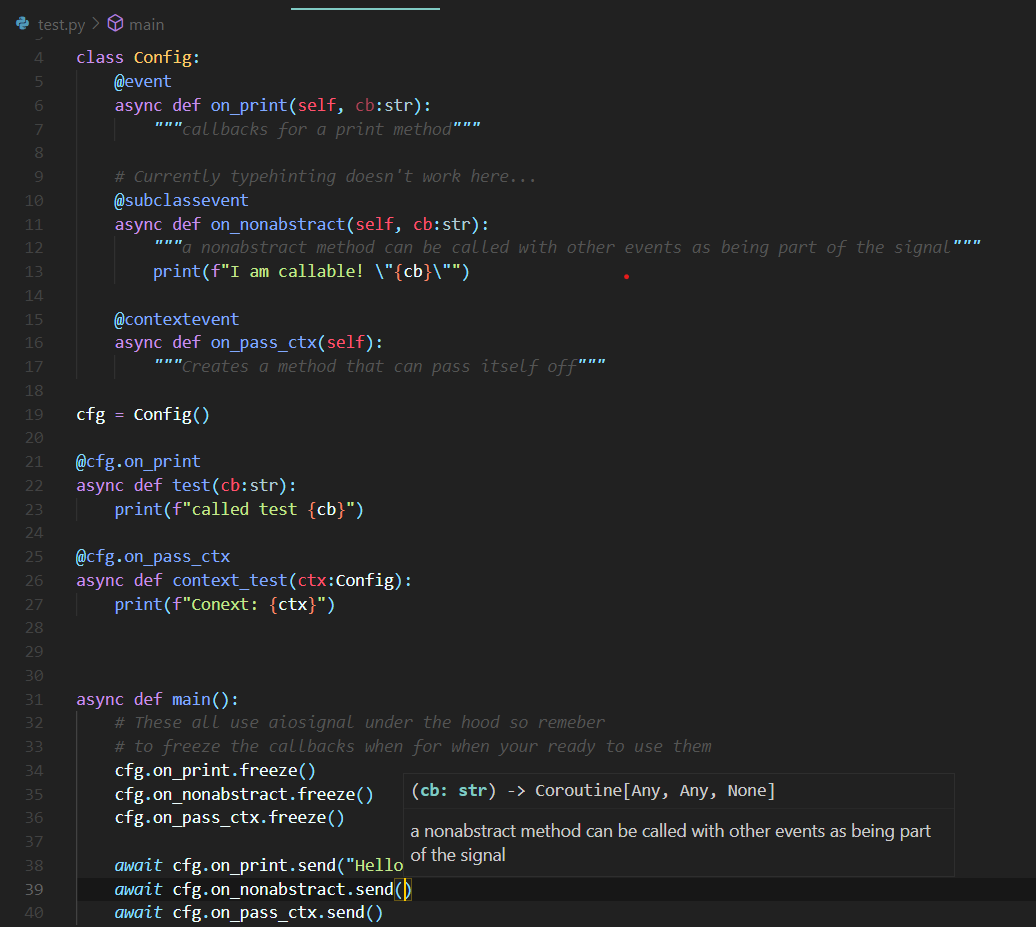 test.py > main
4 class Config:
5 @event
6 async def on_print(self, cb:str):
7 """callbacks for a print method"""
8
9 # Currently typehinting doesn't work here...
10 @subclassevent
11 async def on_nonabstract(self, cb:str):
12 """a nonabstract method can be called with other events as being part of the signal"""
13 print(f"I am callable! \"{cb}\"")
14
15 @contextevent
16 async def on_pass_ctx(self):
17 """Creates a method that can pass itself off"""
18
19 cfg = Config()
20
21 @cfg.on_print
22 async def test(cb:str):
23 print(f"called test {cb}")
24
25 @cfg.on_pass_ctx
26 async def context_test(ctx:Config):
27 print(f"Conext: {ctx}")
28
29
30
31 async def main():
32 # These all use aiosignal under the hood so remeber
33 # to freeze the callbacks when for when your ready to use them
34 cfg.on_print.freeze()
35 cfg.on_nonabstract.freeze()
36 cfg.on_pass_ctx.freeze()
37
(cb: str) -> Coroutine[Any, Any, None]
a nonabstract method can be called with other events as being part
of the signal
38 await cfg.on_print.send("Hello
39 await cfg.on_nonabstract.send()
40 await cfg.on_pass_ctx.send()